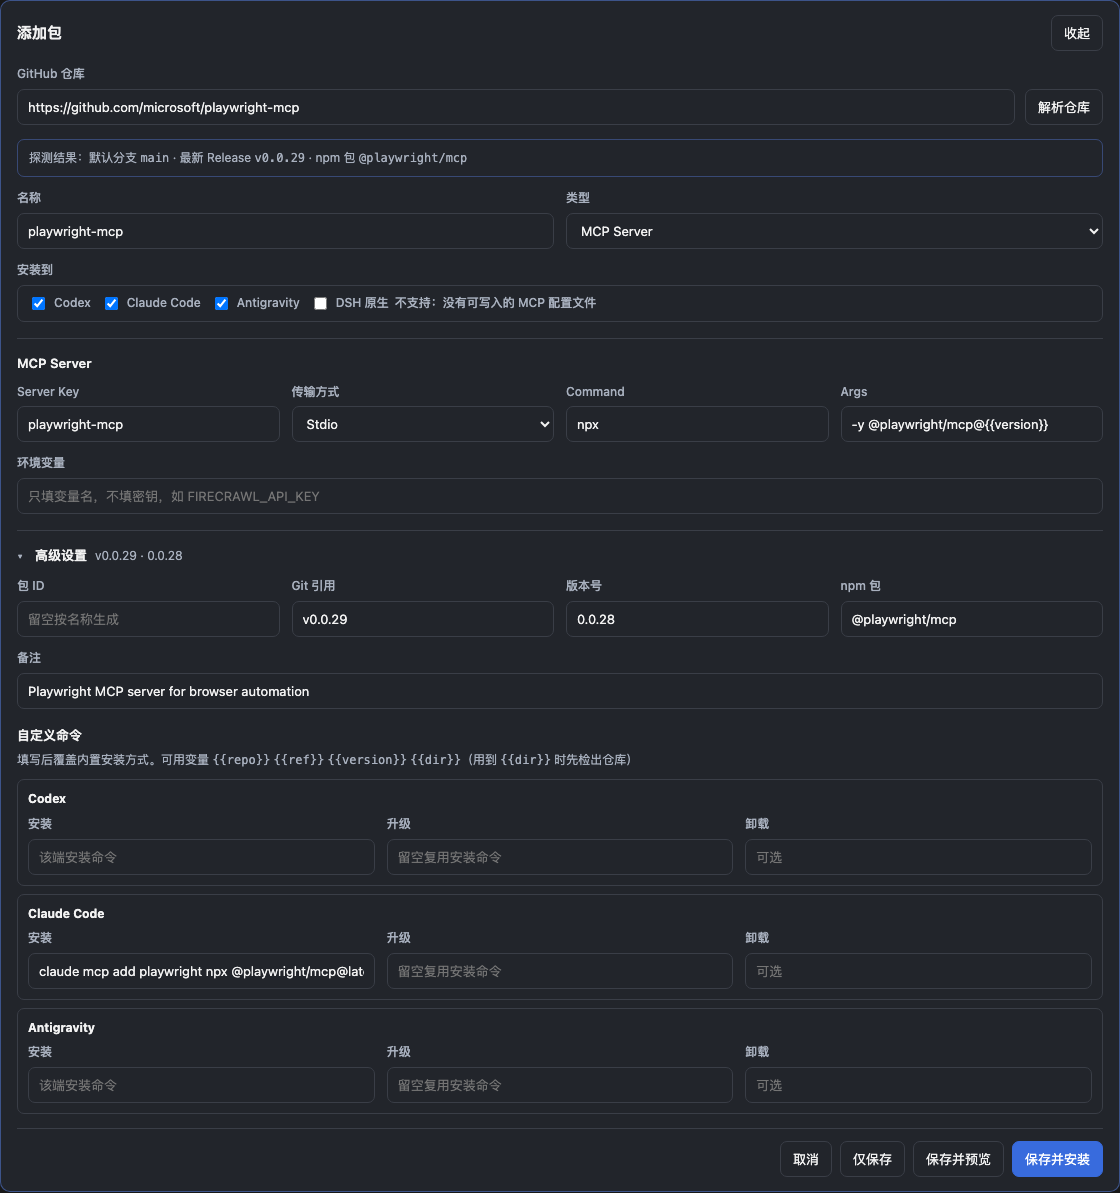 添加包
收起
GitHub 仓库
https://github.com/microsoft/playwright-mcp
解析仓库
探测结果：默认分支 main · 最新 Release v0.0.29 · npm 包 @playwright/mcp
名称
类型
playwright-mcp
MCP Server
安装到
Codex
Claude Code
Antigravity
DSH 原生 不支持：没有可写入的 MCP 配置文件
MCP Server
Server Key
传输方式
Command
Args
playwright-mcp
Stdio
npx
-y @playwright/mcp@{{version}}
环境变量
只填变量名，不填密钥，如 FIRECRAWL_API_KEY
高级设置 v0.0.29 · 0.0.28
包 ID
Git 引用
版本号
npm 包
留空按名称生成
v0.0.29
0.0.28
@playwright/mcp
备注
Playwright MCP server for browser automation
自定义命令
填写后覆盖内置安装方式。可用变量 {{repo}} {{ref}} {{version}} {{dir}}（用到 {{dir}} 时先检出仓库）
Codex
安装
升级
卸载
该端安装命令
留空复用安装命令
可选
Claude Code
安装
升级
卸载
claude mcp add playwright npx @playwright/mcp@lat
留空复用安装命令
可选
Antigravity
安装
升级
卸载
该端安装命令
留空复用安装命令
可选
取消
仅保存
保存并预览
保存并安装